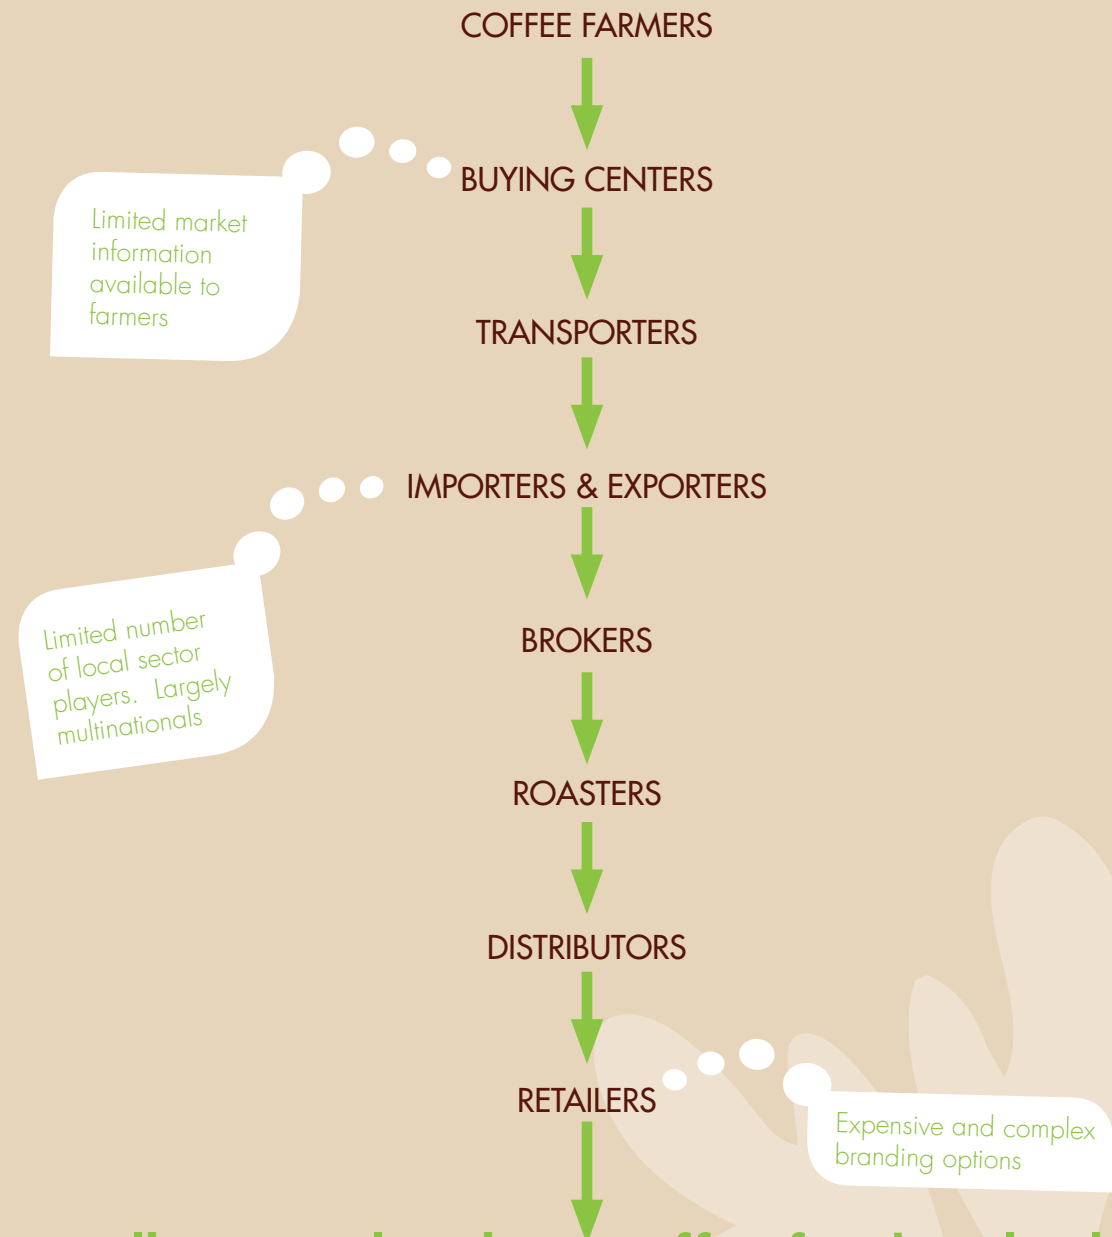 COFFEE FARMERS
BUYING CENTERS
Limited market
information
available to
farmers
TRANSPORTERS
IMPORTERS & EXPORTERS
Limited number
of local sector
players. Largely
multinationals
BROKERS
ROASTERS
DISTRIBUTORS
RETAILERS
Expensive and complex
branding options